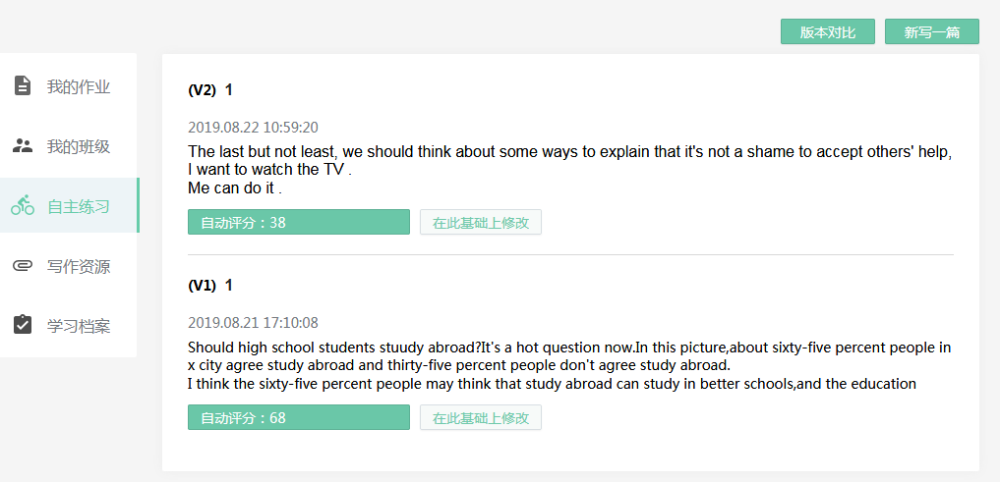 版本对比
新写一篇
我的作业
我的班级
自主练习
写作资源
学习档案
(V2) 1
2019.08.22 10:59:20
The last but not least, we should think about some ways to explain that it's not a shame to accept others' help,
I want to watch the TV .
Me can do it .
自动评分：38
在此基础上修改
(V1) 1
2019.08.21 17:10:08
Should high school students stuudy abroad?It's a hot question now.In this picture,about sixty-five percent people in
x city agree study abroad and thirty-five percent people don't agree study abroad.
I think the sixty-five percent people may think that study abroad can study in better schools,and the education
自动评分：68
在此基础上修改